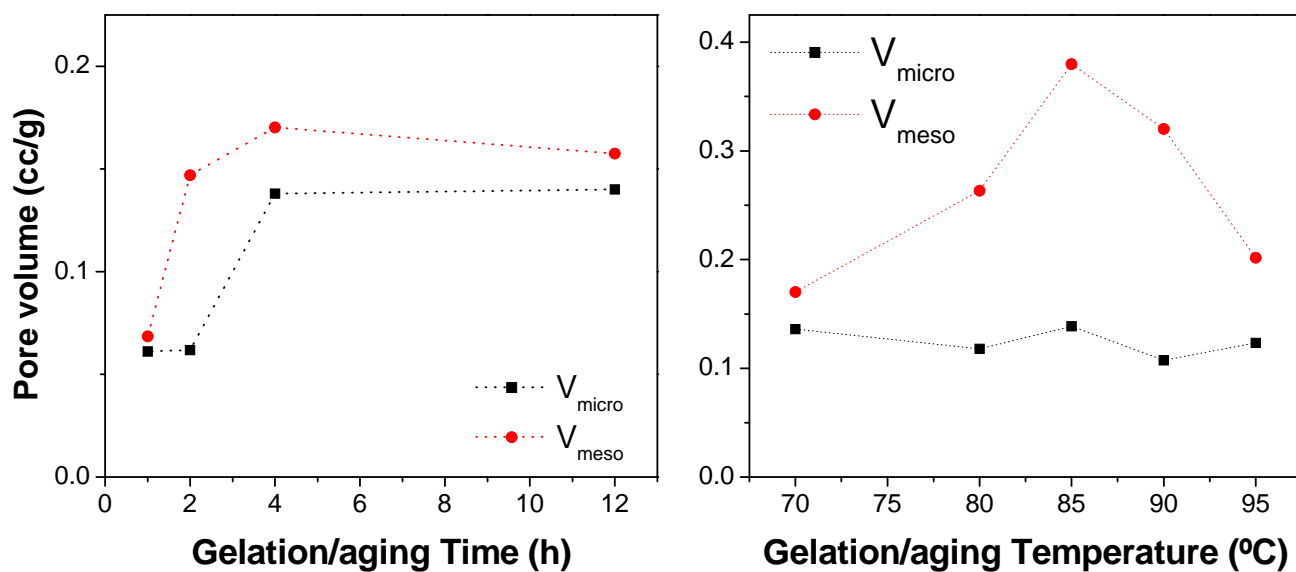 Pore volume (cc/g)
0.2
0.1
0.0
V_micro
V_meso
0 2 4 6 8 10 12
Gelation/aging Time (h)
0.4
0.3
0.2
0.1
0.0
V_micro
V_meso
70 75 80 85 90 95
Gelation/aging Temperature (ºC)